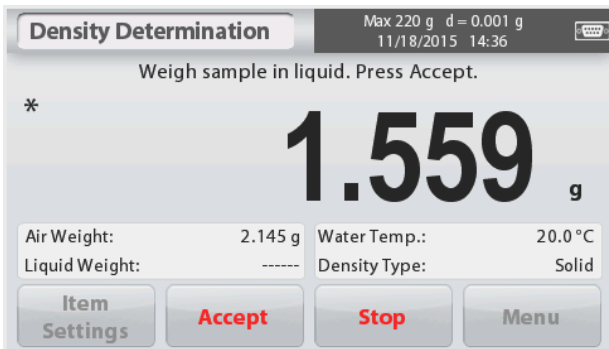 Density Determination
Max 220 g d = 0.001 g
11/18/2015 14:36
Weigh sample in liquid. Press Accept.
*
1.559 g
Air Weight: 2.145 g
Water Temp.: 20.0 °C
Liquid Weight: ------
Density Type: Solid
Item Settings
Accept
Stop
Menu